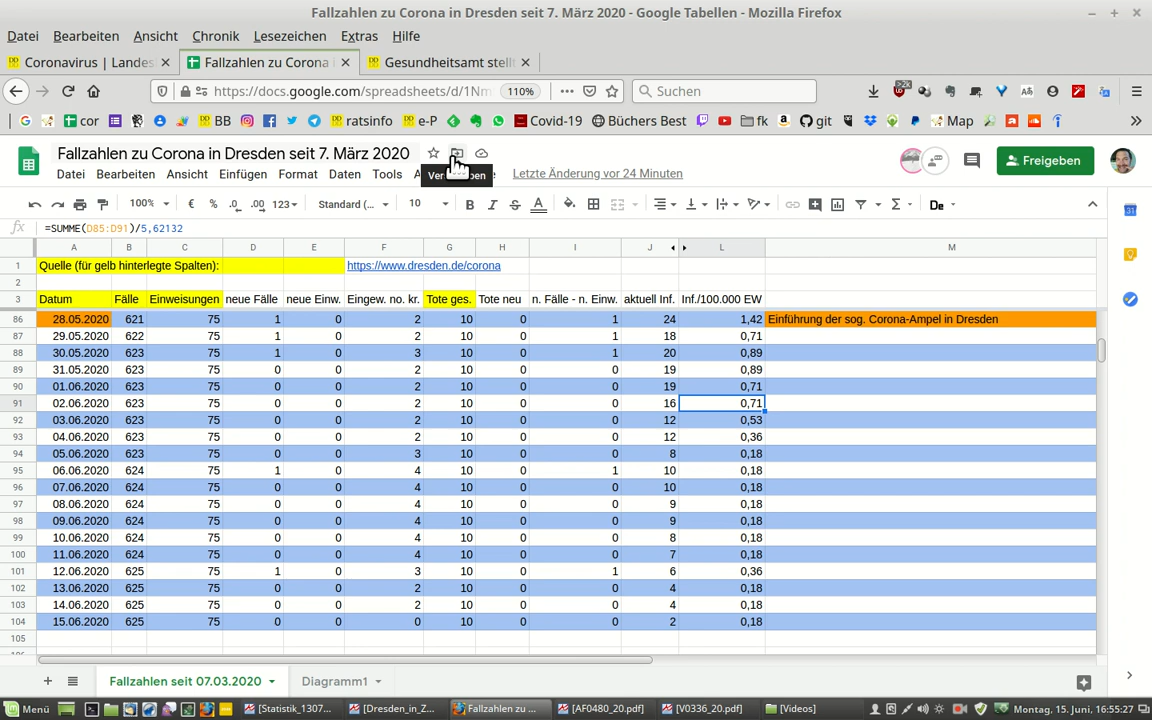 Fallzahlen zu Corona in Dresden seit 7. März 2020 - Google Tabellen - Mozilla Firefox
Datei Bearbeiten Ansicht Chronik Lesezeichen Extras Hilfe
Coronavirus | Landes Fallzahlen zu Corona Gesundheitsamt stellt
https://docs.google.com/spreadsheets/d/1Nm 110% Suchen
cor BB ratsinfo e-P Covid-19 Büchers Best fk git Map
Fallzahlen zu Corona in Dresden seit 7. März 2020
Freigeben
Datei Bearbeiten Ansicht Einfügen Format Daten Tools Letzte Änderung vor 24 Minuten
100% € % .0 .00 123 Standard (... 10 B I S A Σ De
fx =SUMME(D85:D91)/5,62132
A B C D E F G H I J L M
1 Quelle (für gelb hinterlegte Spalten): https://www.dresden.de/corona
2
3 Datum Fälle Einweisungen neue Fälle neue Einw. Eingew. no. kr. Tote ges. Tote neu n. Fälle - n. Einw. aktuell Inf. Inf./100.000 EW
86 28.05.2020 621 75 1 0 2 10 0 1 24 1,42 Einführung der sog. Corona-Ampel in Dresden
87 29.05.2020 622 75 1 0 2 10 0 1 18 0,71
88 30.05.2020 623 75 1 0 3 10 0 1 20 0,89
89 31.05.2020 623 75 0 0 2 10 0 0 19 0,89
90 01.06.2020 623 75 0 0 2 10 0 0 19 0,71
91 02.06.2020 623 75 0 0 2 10 0 0 16 0,71
92 03.06.2020 623 75 0 0 2 10 0 0 12 0,53
93 04.06.2020 623 75 0 0 2 10 0 0 12 0,36
94 05.06.2020 623 75 0 0 3 10 0 0 8 0,18
95 06.06.2020 624 75 1 0 4 10 0 1 10 0,18
96 07.06.2020 624 75 0 0 4 10 0 0 10 0,18
97 08.06.2020 624 75 0 0 4 10 0 0 9 0,18
98 09.06.2020 624 75 0 0 4 10 0 0 9 0,18
99 10.06.2020 624 75 0 0 4 10 0 0 8 0,18
100 11.06.2020 624 75 0 0 4 10 0 0 7 0,18
101 12.06.2020 625 75 1 0 3 10 0 1 6 0,36
102 13.06.2020 625 75 0 0 2 10 0 0 4 0,18
103 14.06.2020 625 75 0 0 2 10 0 0 4 0,18
104 15.06.2020 625 75 0 0 0 10 0 0 2 0,18
105
Fallzahlen seit 07.03.2020 Diagramm1
Menü [Statistik_1307... [Dresden_in_Z... Fallzahlen zu ... [AF0480_20.pdf] [V0336_20.pdf] [Videos] Montag, 15. Juni, 16:55:27